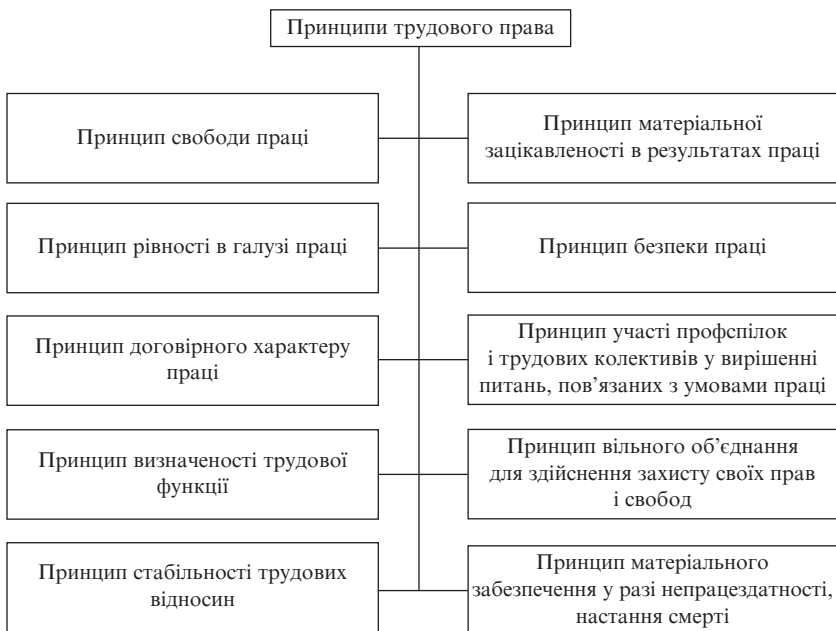 Принципи трудового права
Принцип свободи праці
Принцип матеріальної
зацікавленості в результатах праці
Принцип рівності в галузі праці
Принцип безпеки праці
Принцип договірного характеру
праці
Принцип участі профспілок
і трудових колективів у вирішенні
питань, пов’язаних з умовами праці
Принцип визначеності трудової
функції
Принцип вільного об’єднання
для здійснення захисту своїх прав
і свобод
Принцип стабільності трудових
відносин
Принцип матеріального
забезпечення у разі непрацездатності,
настання смерті